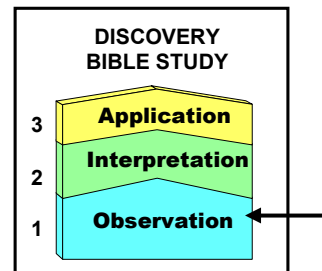 DISCOVERY
BIBLE STUDY
3 Application
Interpretation
2
1 Observation